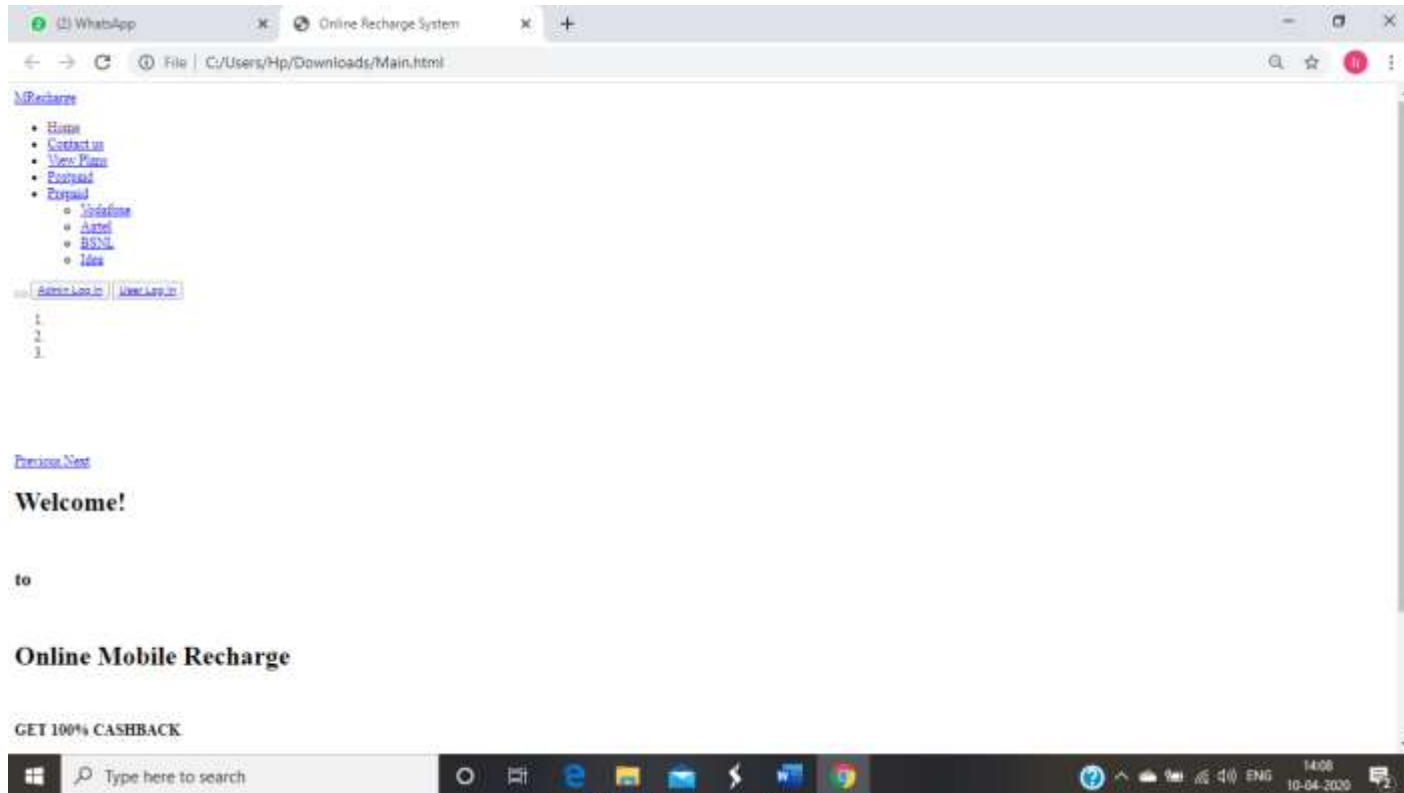 (2) WhatsApp
Online Recharge System
File | C:/Users/Hp/Downloads/Main.html
MRecharge
Home
Contact us
View Plans
Postpaid
Prepaid
Vodafone
Airtel
BSNL
Idea
Admin Log in User Log in
1.
2.
3.
Previous Next
Welcome!
to
Online Mobile Recharge
GET 100% CASHBACK
Type here to search
ENG
14:08
10-04-2020